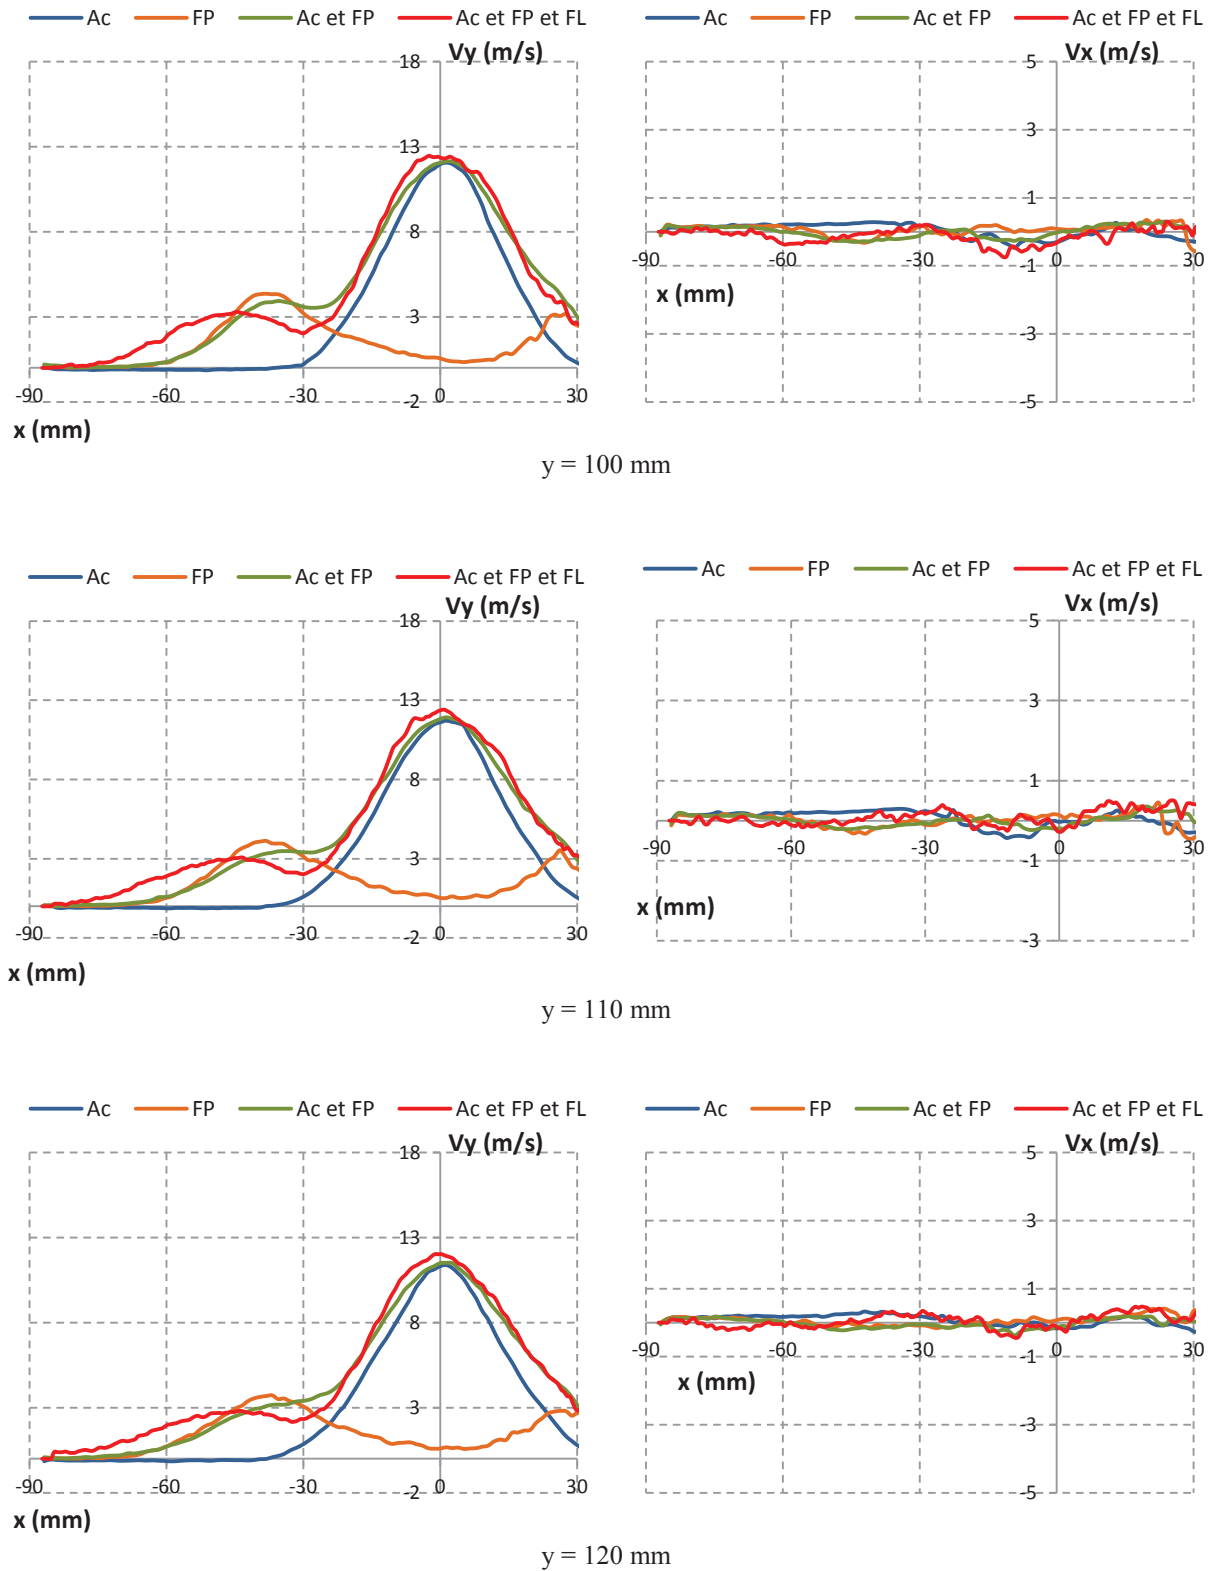 Ac FP Ac et FP Ac et FP et FL
Vy (m/s)
18
13
8
3
-2
-90 -60 -30 0 30
x (mm)
Ac FP Ac et FP Ac et FP et FL
Vx (m/s)
5
3
1
-1
-3
-5
-90 -60 -30 0 30
x (mm)
y = 100 mm
Ac FP Ac et FP Ac et FP et FL
Vy (m/s)
18
13
8
3
-2
-90 -60 -30 0 30
x (mm)
Ac FP Ac et FP Ac et FP et FL
Vx (m/s)
5
3
1
-1
-3
-90 -60 -30 0 30
x (mm)
y = 110 mm
Ac FP Ac et FP Ac et FP et FL
Vy (m/s)
18
13
8
3
-2
-90 -60 -30 0 30
x (mm)
Ac FP Ac et FP Ac et FP et FL
Vx (m/s)
5
3
1
-1
-3
-5
-90 -60 -30 0 30
x (mm)
y = 120 mm